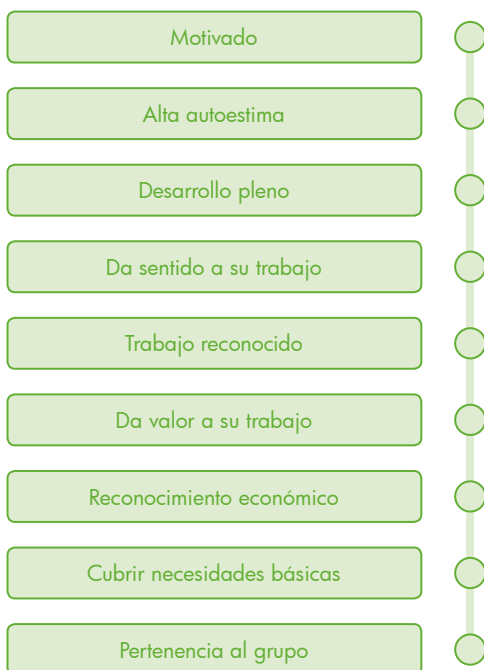 Motivado
Alta autoestima
Desarrollo pleno
Da sentido a su trabajo
Trabajo reconocido
Da valor a su trabajo
Reconocimiento económico
Cubrir necesidades básicas
Pertenencia al grupo